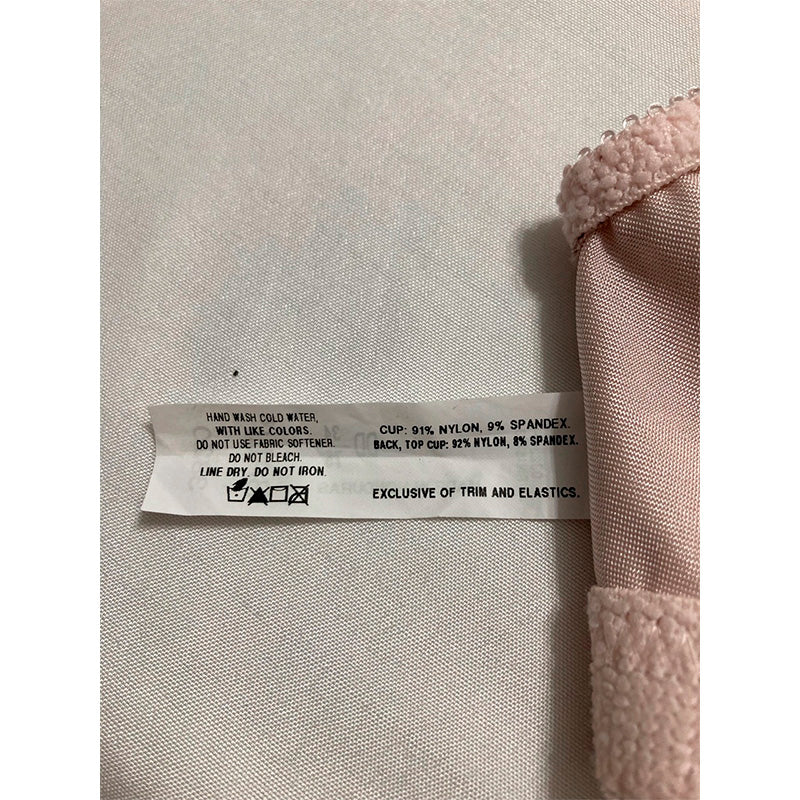 HAND WASH COLD WATER,
WITH LIKE COLORS.
DO NOT USE FABRIC SOFTENER.
DO NOT BLEACH.
LINE DRY. DO NOT IRON.
CUP: 91% NYLON, 9% SPANDEX.
BACK, TOP CUP: 92% NYLON, 8% SPANDEX.
EXCLUSIVE OF TRIM AND ELASTICS.